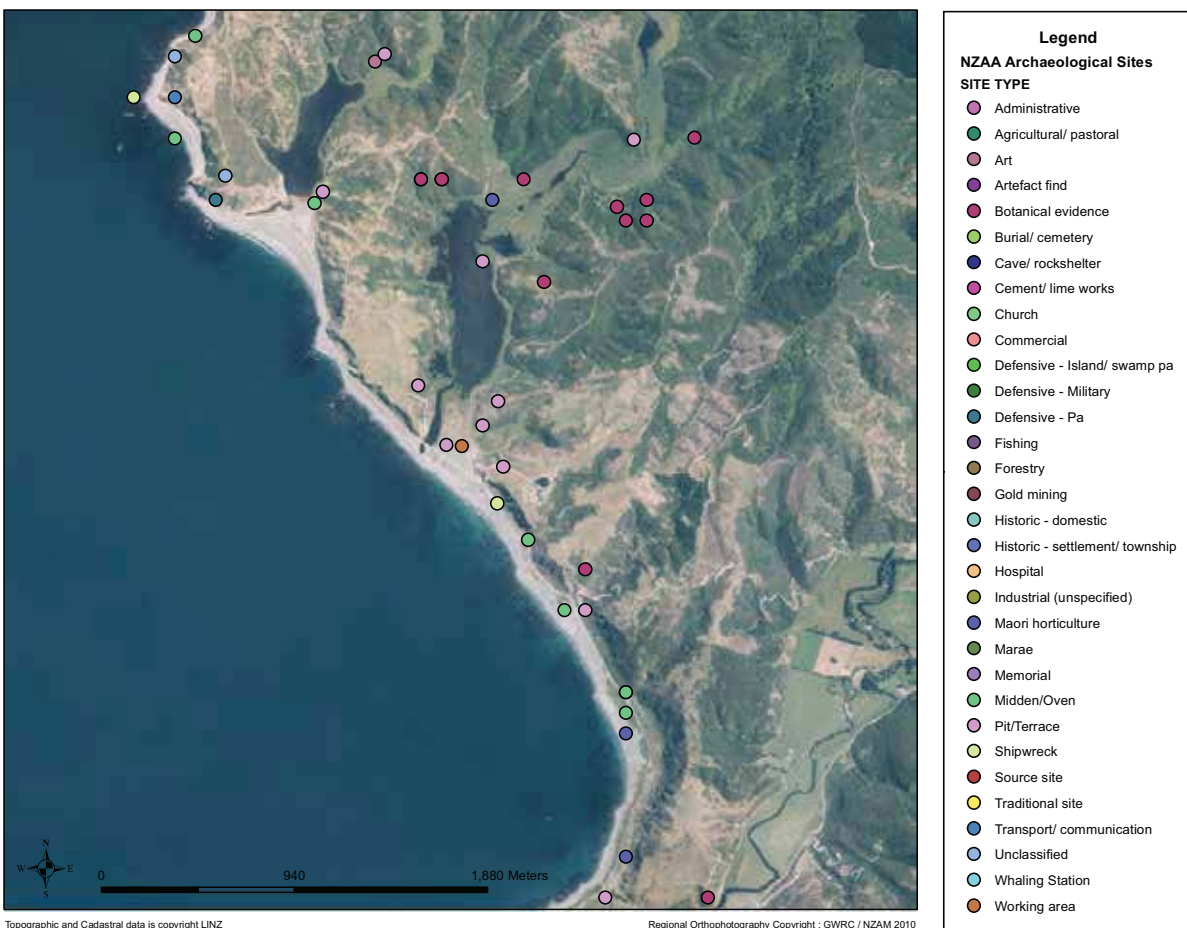 Legend
NZAA Archaeological Sites
SITE TYPE
Administrative
Agricultural/ pastoral
Art
Artefact find
Botanical evidence
Burial/ cemetery
Cave/ rockshelter
Cement/ lime works
Church
Commercial
Defensive - Island/ swamp pa
Defensive - Military
Defensive - Pa
Fishing
Forestry
Gold mining
Historic - domestic
Historic - settlement/ township
Hospital
Industrial (unspecified)
Maori horticulture
Marae
Memorial
Midden/Oven
Pit/Terrace
Shipwreck
Source site
Traditional site
Transport/ communication
Unclassified
Whaling Station
Working area
N
W E
S
0 940 1,880 Meters
Topographic and Cadastral data is copyright LINZ
Regional Orthophotography Copyright : GWRC / NZAM 2010